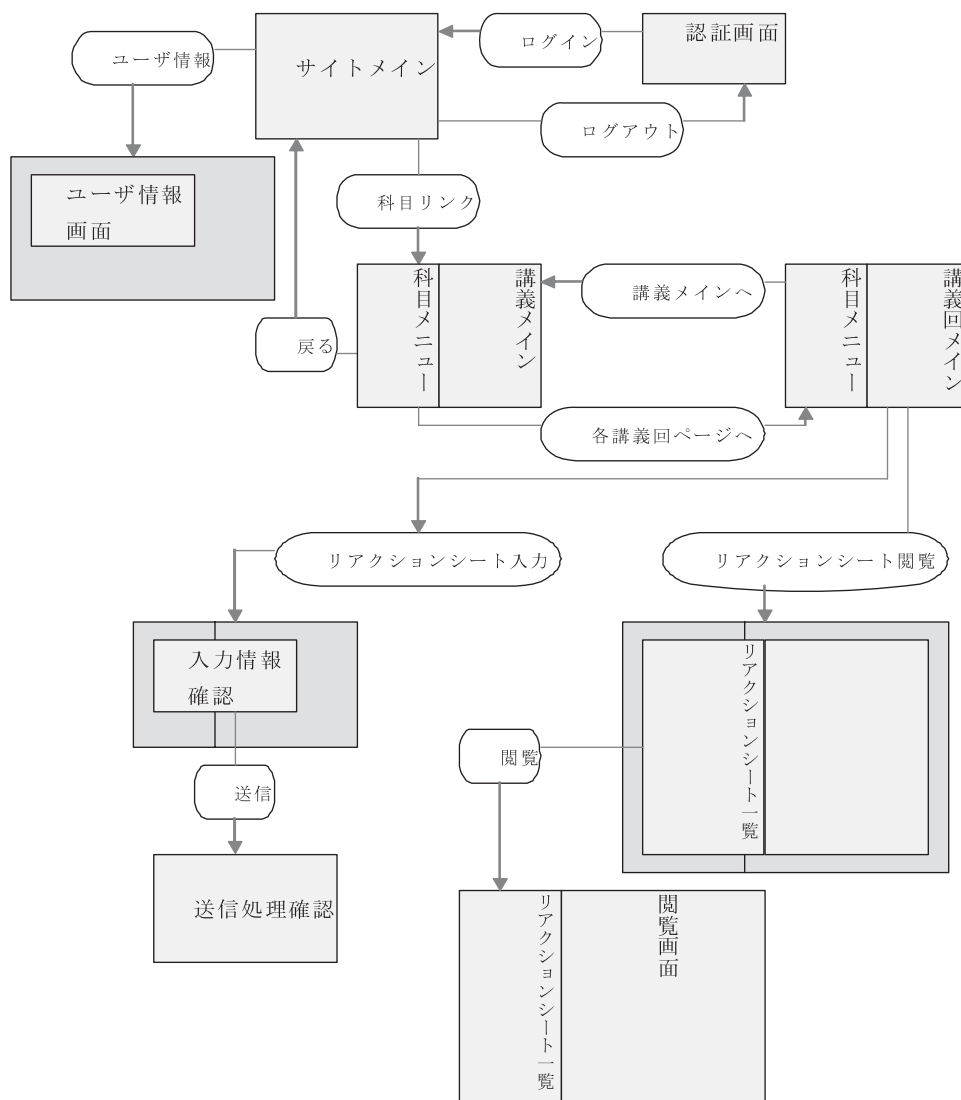 認証画面
ログイン
ユーザ情報
サイトメイン
ログアウト
ユーザ情報
画面
科目リンク
科目メニュー
講義メイン
講義メインへ
科目メニュー
講義回メイン
戻る
各講義回ページへ
リアクションシート入力
リアクションシート閲覧
入力情報
確認
リアクションシート一覧
閲覧
送信
送信処理確認
リアクションシート一覧
閲覧画面